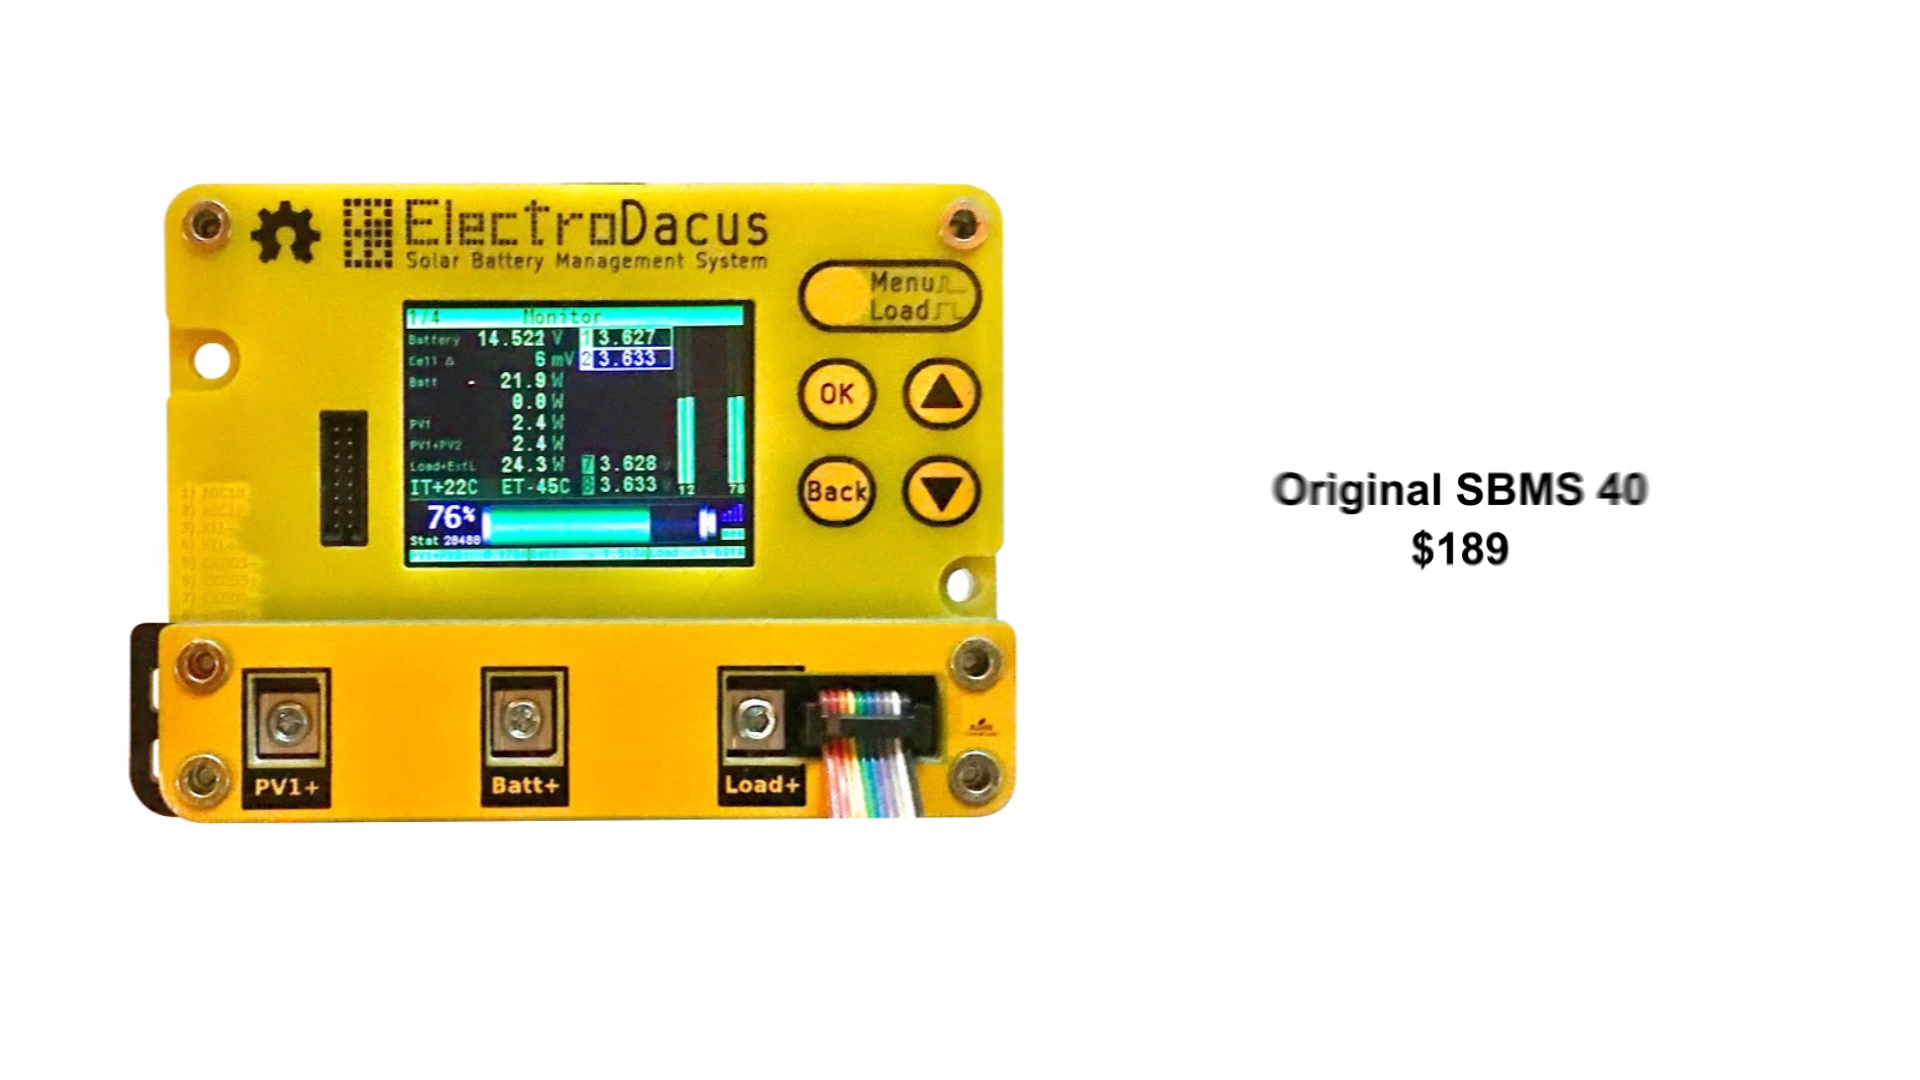 ElectroDacus
Solar Battery Management System
Menu
Load
1/4 Monitor
Battery 14.522 V 1 3.627
Cell Δ 6 mV 2 3.633
Batt - 21.9 W
0.0 W
PV1 2.4 W
PV1+PV2 2.4 W
Load+ExtL 24.3 W 7 3.628
IT+22C ET-45C 8 3.633
12 78
76%
Stat 28488
OK
Back
PV1+
Batt+
Load+
Original SBMS 40
$189